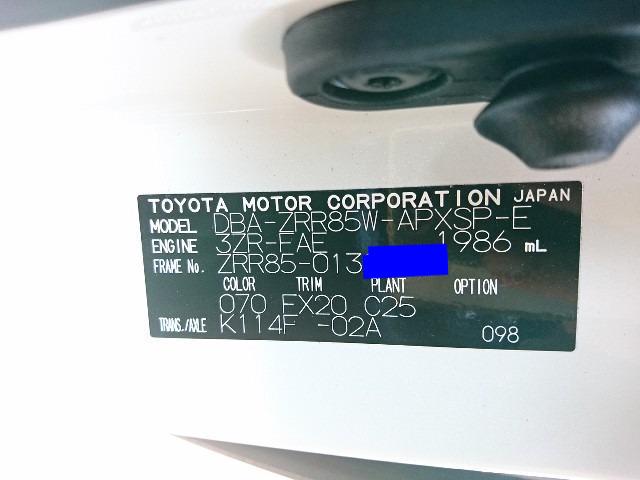 TOYOTA MOTOR CORPORATION JAPAN
MODEL DBA-ZRR85W-APXSP-E
ENGINE 3ZR-FAE 1986 mL
FRAME No. ZRR85-013
COLOR TRIM PLANT OPTION
070 EX20 C25
TRANS./AXLE K114F -02A 098